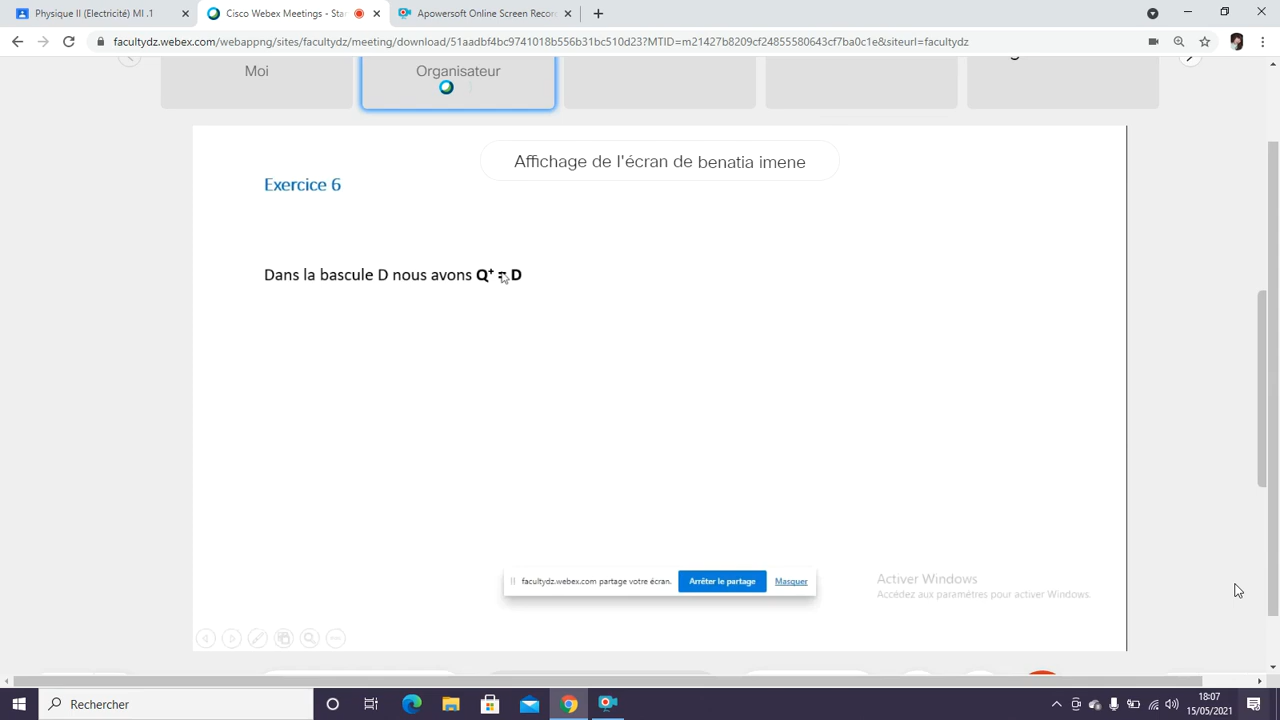 Physique II (Electricité) MI .1
Cisco Webex Meetings - Star
Apowersoft Online Screen Record
facultydz.webex.com/webappng/sites/facultydz/meeting/download/51aadbf4bc9741018b556b31bc510d23?MTID=m21427b8209cf24855580643cf7ba0c1e&siteurl=facultydz
Moi
Organisateur
Affichage de l'écran de benatia imene
Exercice 6
Dans la bascule D nous avons Q⁺ = D
facultydz.webex.com partage votre écran.
Arrêter le partage
Masquer
Activer Windows
Accédez aux paramètres pour activer Windows.
Rechercher
18:07
15/05/2021